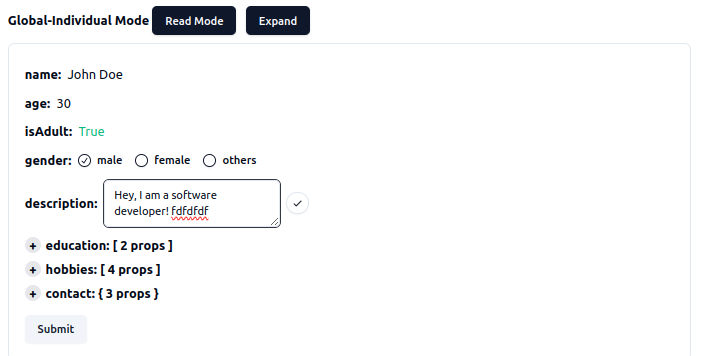 Global-Individual Mode Read Mode Expand
name: John Doe
age: 30
isAdult: True
gender: male female others
description: Hey, I am a software
developer! fdfdfdf
+ education: [ 2 props ]
+ hobbies: [ 4 props ]
+ contact: { 3 props }
Submit